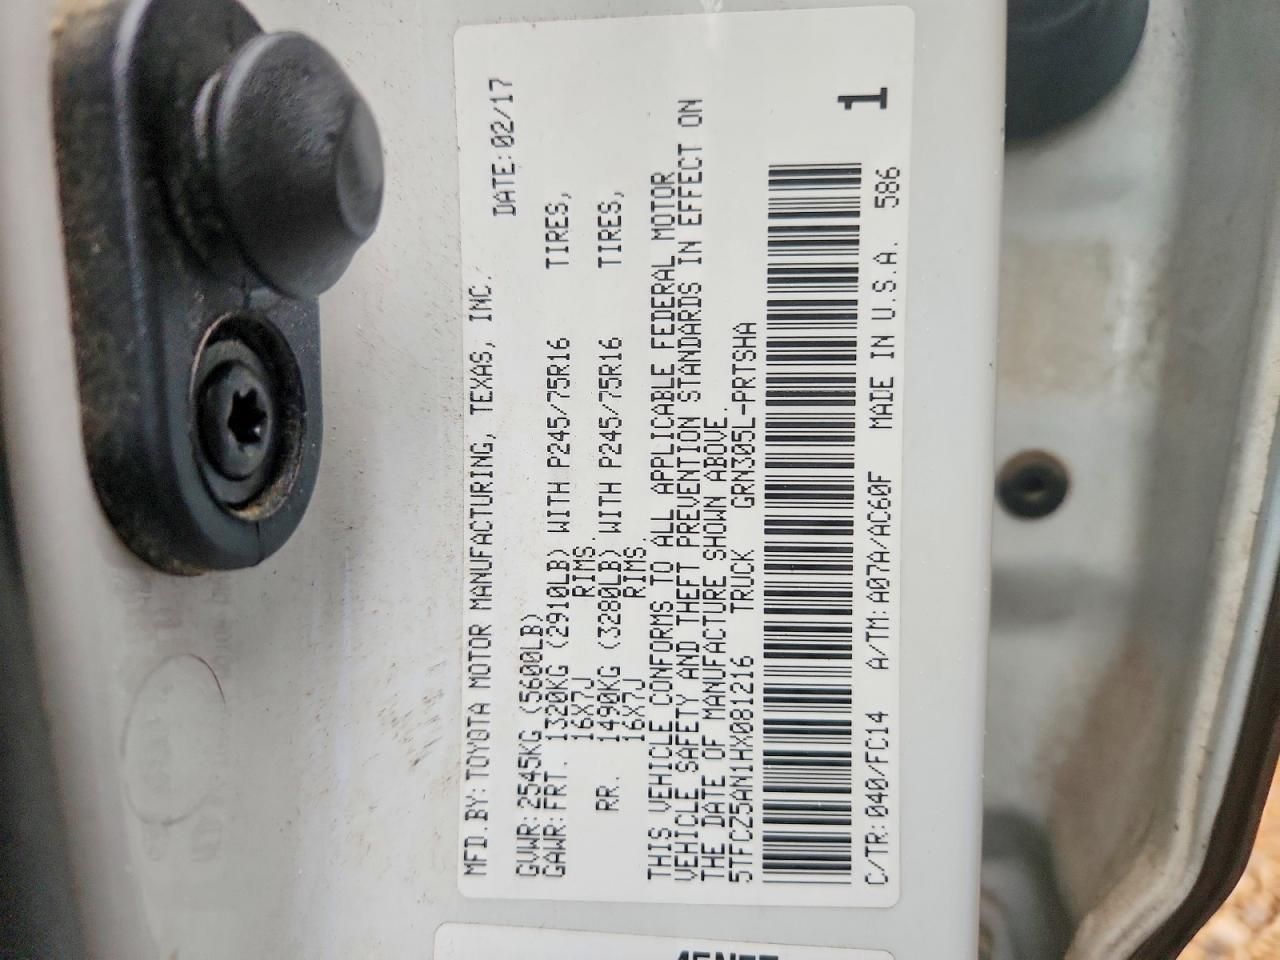 MFD.BY:TOYOTA MOTOR MANUFACTURING, TEXAS, INC.
DATE:02/17
GVWR:2545KG (5600LB)
GAWR:FRT. 1320KG (2910LB) WITH P245/75R16 TIRES,
16X7J RIMS.
RR. 1490KG (3280LB) WITH P245/75R16 TIRES,
16X7J RIMS.
THIS VEHICLE CONFORMS TO ALL APPLICABLE FEDERAL MOTOR
VEHICLE SAFETY AND THEFT PREVENTION STANDARDS IN EFFECT ON
THE DATE OF MANUFACTURE SHOWN ABOVE.
5TFCZ5AN1HX081216 TRUCK GRN305L-PRTSHA
1
C/TR:040/FC14 A/TM:A07A/AC60F MADE IN U.S.A. 586